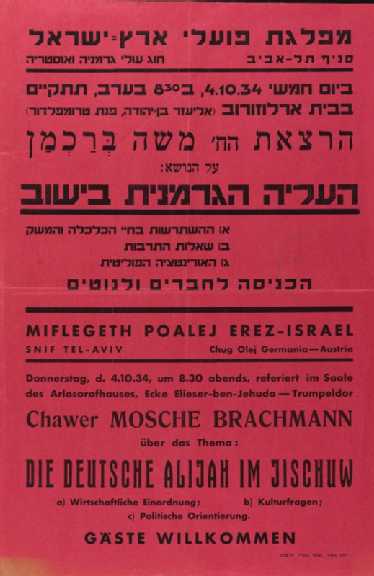 מפלגת פועלי ארץ=ישראל
סניף תל-אביב חוג עולי גרמניה ואוסטריה
ביום חמשי 4.10.34, ב 8³⁰ בערב, תתקיים
בבית ארלוזורוב (אליעזר בן-יהודה, פנת טרומפלדור)
הרצאת הח' משה ברכמן
על הנושא:
העליה הגרמנית בישוב
א) ההשתרשות בחיי הכלכלה והמשק
ב) שאלות התרבות
ג) האוריינטציה הפוליטית
הכניסה לחברים ולנוטים
MIFLEGETH POALEJ EREZ-ISRAEL
SNIF TEL-AVIV Chug Olej Germania—Austria
Donnerstag, d. 4.10.34, um 8.30 abends, referiert im Saale
des Arlosorofhauses, Ecke Elieser-ben-Jehuda — Trumpeldor
Chawer MOSCHE BRACHMANN
über das Thema:
DIE DEUTSCHE ALIJAH IM JISCHUW
a) Wirtschaftliche Einordnung; b) Kulturfragen;
c) Politische Orientierung.
GÄSTE WILLKOMMEN